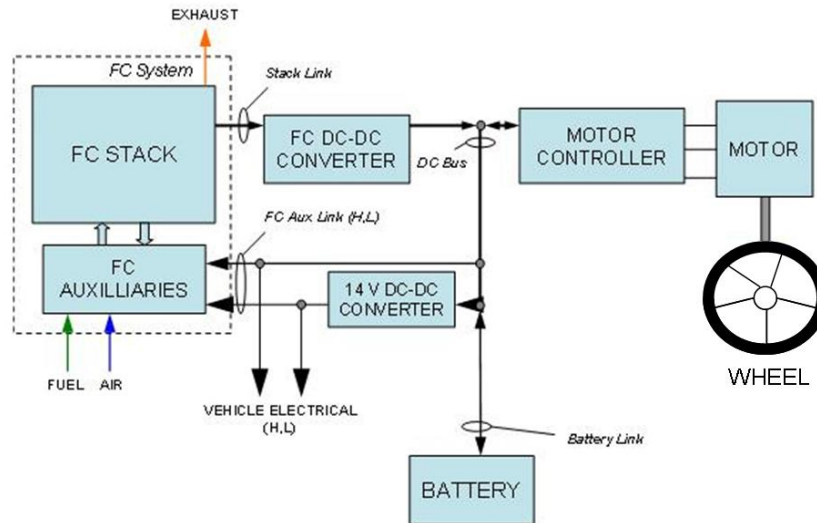 EXHAUST
FC System
Stack Link
FC STACK
FC DC-DC
CONVERTER
DC Bus
MOTOR
CONTROLLER
MOTOR
FC Aux Link (H,L)
FC
AUXILLIARIES
14 V DC-DC
CONVERTER
FUEL
AIR
VEHICLE ELECTRICAL
(H,L)
WHEEL
Battery Link
BATTERY